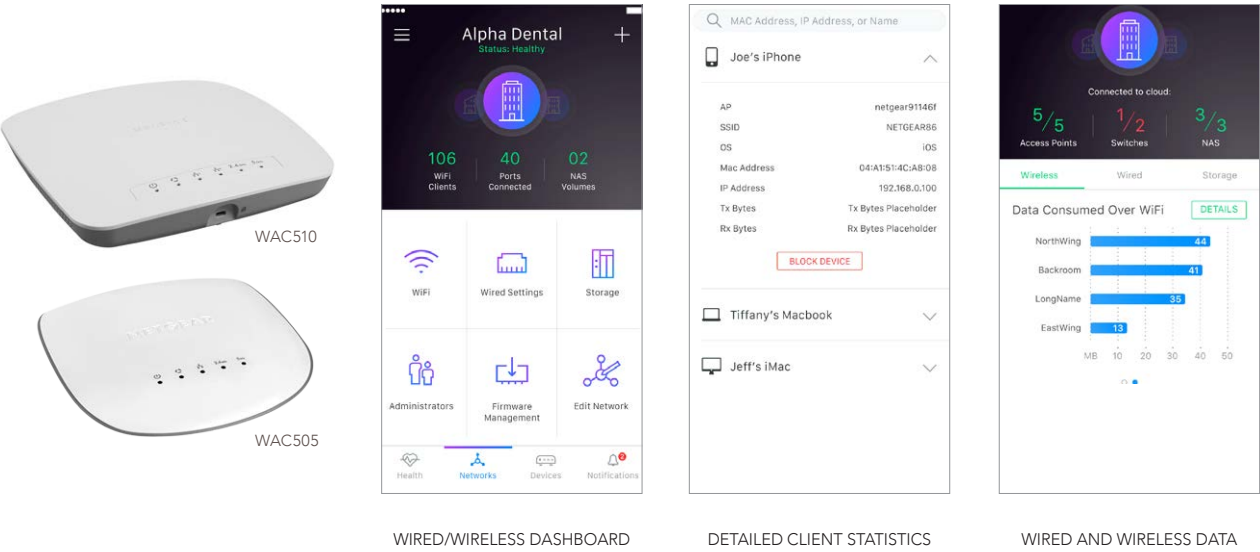 NETGEAR
2.4GHz 5GHz
WAC510
NETGEAR
WAC505
Alpha Dental
Status: Healthy
106 40 02
WiFi Clients
Ports Connected
NAS Volumes
WiFi Wired Settings Storage
Administrators Firmware Management Edit Network
2
Health Networks Devices Notifications
WIRED/WIRELESS DASHBOARD
MAC Address, IP Address, or Name
Joe's iPhone
AP netgear91146f
SSID NETGEAR86
OS iOS
Mac Address 04:A1:51:4C:A8:08
IP Address 192.168.0.100
Tx Bytes Tx Bytes Placeholder
Rx Bytes Rx Bytes Placeholder
BLOCK DEVICE
Tiffany's Macbook
Jeff's iMac
DETAILED CLIENT STATISTICS
Connected to cloud:
5/5 1/2 3/3
Access Points Switches NAS
Wireless Wired Storage
Data Consumed Over WiFi DETAILS
NorthWing 44
Backroom 41
LongName 35
EastWing 13
MB 10 20 30 40 50
WIRED AND WIRELESS DATA